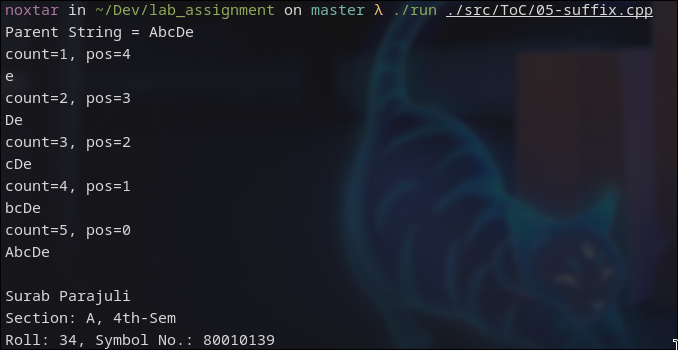 noxtar in ~/Dev/lab_assignment on master λ ./run ./src/ToC/05-suffix.cpp
Parent String = AbcDe
count=1, pos=4
e
count=2, pos=3
De
count=3, pos=2
cDe
count=4, pos=1
bcDe
count=5, pos=0
AbcDe

Surab Parajuli
Section: A, 4th-Sem
Roll: 34, Symbol No.: 80010139